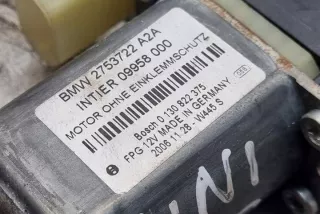 BMW 2753722 A2A
INTIER 09958 000
MOTOR OHNE EINKLEMMSCHUTZ
Bosch 0 130 822 375
FPG 12V MADE IN GERMANY
2006.11.28 - W445 S
INI